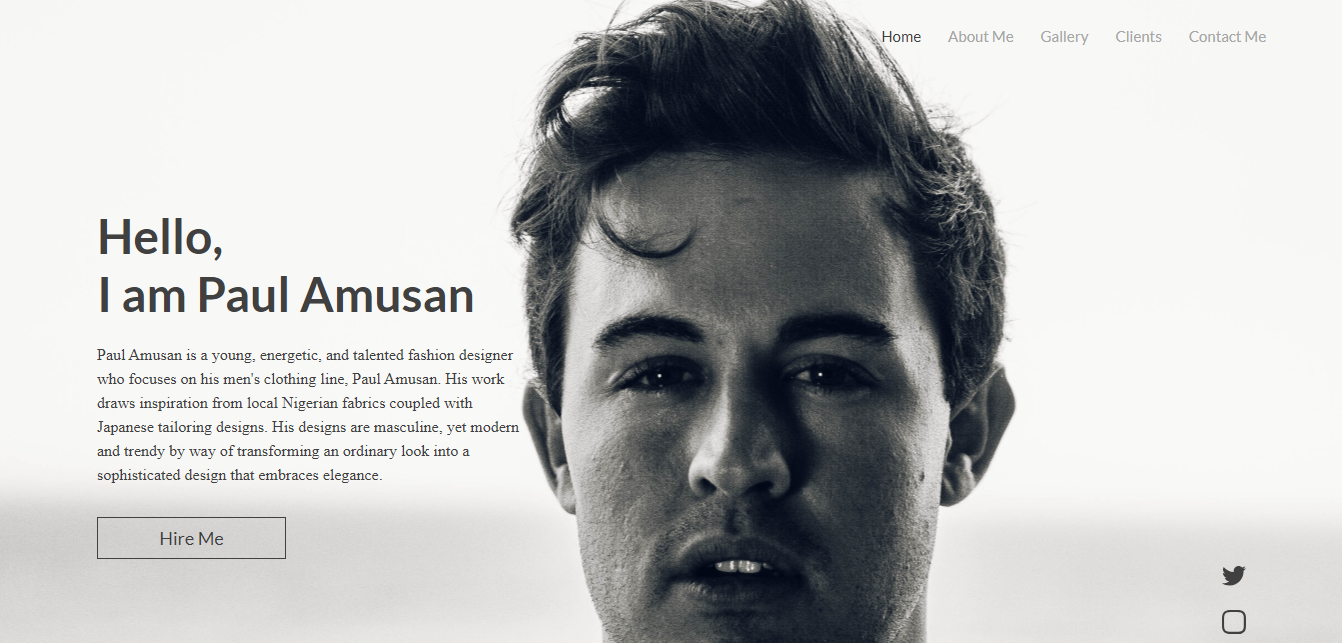 Home About Me Gallery Clients Contact Me
Hello,
I am Paul Amusan
Paul Amusan is a young, energetic, and talented fashion designer
who focuses on his men's clothing line, Paul Amusan. His work
draws inspiration from local Nigerian fabrics coupled with
Japanese tailoring designs. His designs are masculine, yet modern
and trendy by way of transforming an ordinary look into a
sophisticated design that embraces elegance.
Hire Me